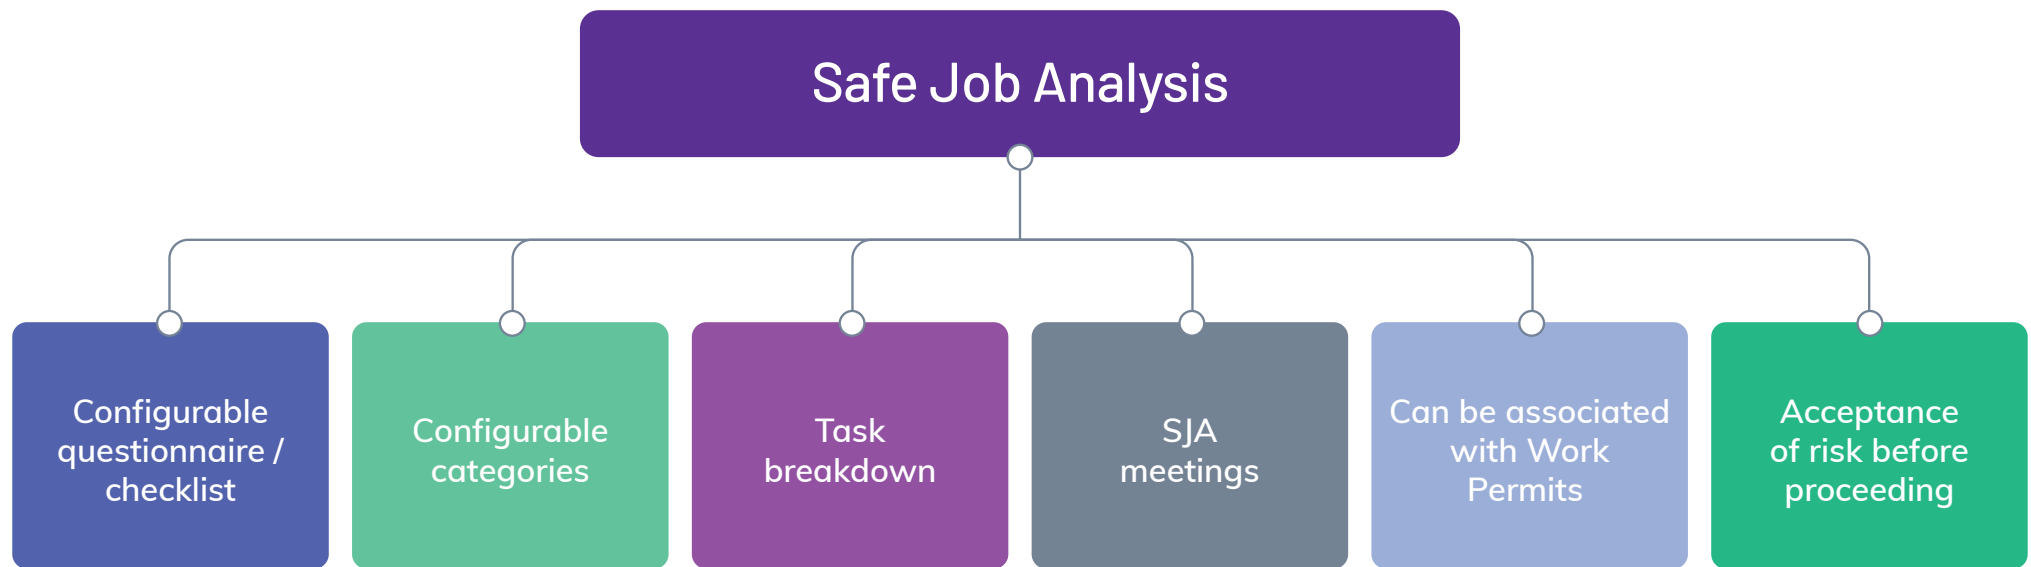 Safe Job Analysis
Configurable
questionnaire /
checklist
Configurable
categories
Task
breakdown
SJA
meetings
Can be associated
with Work
Permits
Acceptance
of risk before
proceeding